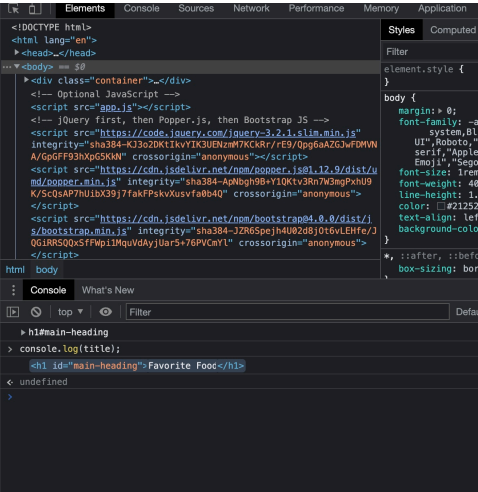 Elements Console Sources Network Performance Memory Application
<!DOCTYPE html>
<html lang="en">
▶<head>…</head>
…▼<body> == $0
▶<div class="container">…</div>
<!-- Optional JavaScript -->
<script src="app.js"></script>
<!-- jQuery first, then Popper.js, then Bootstrap JS -->
<script src="https://code.jquery.com/jquery-3.2.1.slim.min.js"
integrity="sha384-KJ3o2DKtIkvYIK3UENzmM7KCkRr/rE9/Qpg6aAZGJwFDMVN
A/GpGFF93hXpG5KkN" crossorigin="anonymous"></script>
<script src="https://cdn.jsdelivr.net/npm/popper.js@1.12.9/dist/u
md/popper.min.js" integrity="sha384-ApNbgh9B+Y1QKtv3Rn7W3mgPxhU9
K/ScQsAP7hUibX39j7fakFPskvXusvfa0b4Q" crossorigin="anonymous">
</script>
<script src="https://cdn.jsdelivr.net/npm/bootstrap@4.0.0/dist/j
s/bootstrap.min.js" integrity="sha384-JZR6Spejh4U02d8jOt6vLEHfe/J
QGiRRSQQxSfFWpi1MquVdAyjUar5+76PVCmYl" crossorigin="anonymous">
</script>
html body
Styles Computed
Filter
element.style {
}
body {
margin:▶ 0;
font-family: -a
system,Bl
UI",Roboto,"
serif,"Apple
Emoji","Sego
font-size: 1rem
font-weight: 40
line-height: 1.
color: #21252
text-align: lef
background-colo
}
*, ::after, ::befo
box-sizing: bor
Console What's New
top ▼ Filter Defau
▶h1#main-heading
> console.log(title);
<h1 id="main-heading">Favorite Food</h1>
< undefined
>